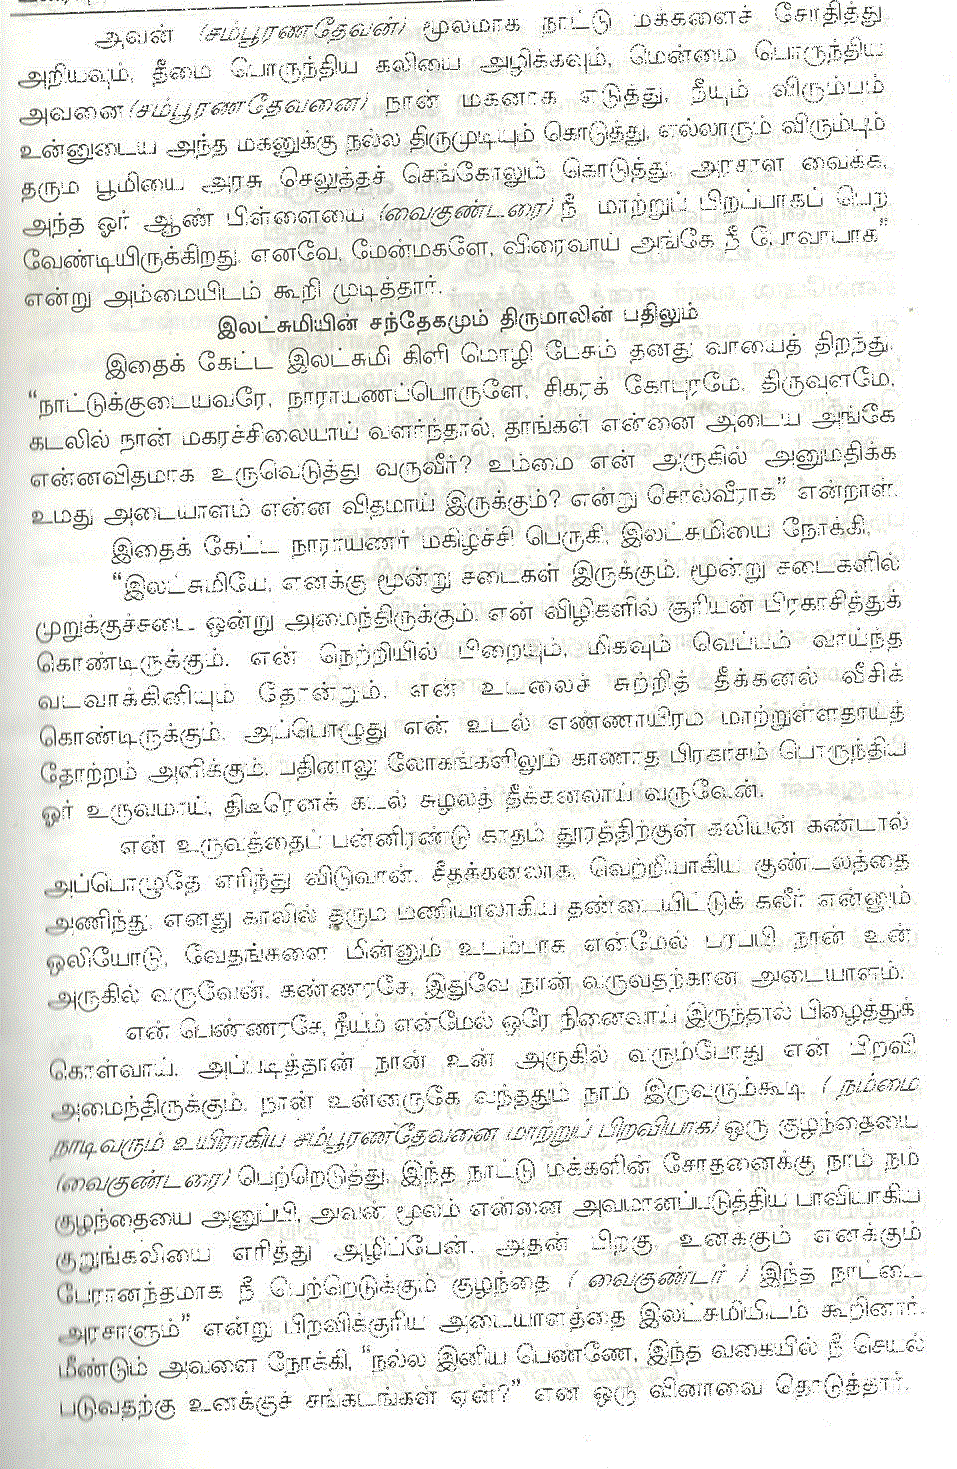 அவன் (சம்பூரணதேவன்) மூலமாக நாட்டு மக்களைச் சோதித்து
அறியவும், தீமை பொருந்திய கலியை அழிக்கவும், மென்மை பொருந்திய
அவனை (சம்பூரணதேவனை) நான் மகனாக எடுத்து, நீயும் விரும்பும்
உன்னுடைய அந்த மகனுக்கு நல்ல திருமுடியும் கொடுத்து, எல்லாரும் விரும்பும்
தரும பூமியை அரசு செலுத்தச் செங்கோலும் கொடுத்து, அரசாள வைக்க,
அந்த ஓர் ஆண் பிள்ளையை (வைகுண்டரை) நீ மாற்றுப் பிறப்பாகப் பெற
வேண்டியிருக்கிறது. எனவே, மேன்மகளே, விரைவாய் அங்கே நீ போவாயாக”
என்று அம்மையிடம் கூறி முடித்தார்.
இலட்சுமியின் சந்தேகமும் திருமாலின் பதிலும்
இதைக் கேட்ட இலட்சுமி கிளி மொழி பேசும் தனது வாயைத் திறந்து,
“நாட்டுக்குடையவரே, நாராயணப்பொருளே, சிகரக் கோபுரமே, திருவுளமே,
கடலில் நான் மகரச்சிலையாய் வளர்ந்தால், தாங்கள் என்னை அடைய அங்கே
என்னவிதமாக உருவெடுத்து வருவீர்? உம்மை என் அருகில் அனுமதிக்க
உமது அடையாளம் என்ன விதமாய் இருக்கும்? என்று சொல்வீராக” என்றாள்.
இதைக் கேட்ட நாராயணர் மகிழ்ச்சி பெருகி, இலட்சுமியை நோக்கி,
“இலட்சுமியே, எனக்கு மூன்று சடைகள் இருக்கும். மூன்று சடைகளில்
முறுக்குச்சடை ஒன்று அமைந்திருக்கும். என் விழிகளில் சூரியன் பிரகாசித்துக்
கொண்டிருக்கும். என் நெற்றியில் பிறையும், மிகவும் வெப்பம் வாய்ந்த
வடவாக்கினியும் தோன்றும். என் உடலைச் சுற்றித் தீக்கனல் வீசிக்
கொண்டிருக்கும். அப்பொழுது என் உடல் எண்ணாயிரம் மாற்றுள்ளதாய்த்
தோற்றம் அளிக்கும். பதினாலு லோகங்களிலும் காணாத பிரகாசம் பொருந்திய
ஓர் உருவமாய், திடீரெனக் கடல் சுழலத் தீக்கனலாய் வருவேன்.
என் உருவத்தைப் பன்னிரண்டு காதம் தூரத்திற்குள் கலியன் கண்டால்
அப்பொழுதே எரிந்து விடுவான். சீதக்கனலாக, வெற்றியாகிய குண்டலத்தை
அணிந்து, எனது காலில் தரும மணியாலாகிய தண்டையிட்டுக் கலீர் என்னும்
ஒலியோடு, வேதங்களை மின்னும் உடம்பாக என்மேல் பரப்பி நான் உன்
அருகில் வருவேன். கண்ணரசே, இதுவே நான் வருவதற்கான அடையாளம்.
என் பெண்ணரசே, நீயும் என்மேல் ஒரே நினைவாய் இருந்தால் பிழைத்துக்
கொள்வாய். அப்படித்தான் நான் உன் அருகில் வரும்போது என் பிறவி
அமைந்திருக்கும். நான் உன்னருகே வந்ததும் நாம் இருவரும்கூடி, (நம்மை
நாடிவரும் உயிராகிய சம்பூரணதேவனை மாற்றுப் பிறவியாக) ஒரு குழந்தையை
(வைகுண்டரை) பெற்றெடுத்து, இந்த நாட்டு மக்களின் சோதனைக்கு நாம் நம்
குழந்தையை அனுப்பி, அவன் மூலம் என்னை அவமானப்படுத்திய பாவியாகிய
குறுங்கலியை எரித்து அழிப்பேன். அதன் பிறகு, உனக்கும் எனக்கும்
பேரானந்தமாக நீ பெற்றெடுக்கும் குழந்தை (வைகுண்டர்) இந்த நாட்டை
அரசாளும்” என்று பிறவிக்குரிய அடையாளத்தை இலட்சுமியிடம் கூறினார்.
மீண்டும் அவளை நோக்கி, “நல்ல இனிய பெண்ணே, இந்த வகையில் நீ செயல்
படுவதற்கு உனக்குச் சங்கடங்கள் ஏன்?” என ஒரு வினாவை தொடுத்தார்.